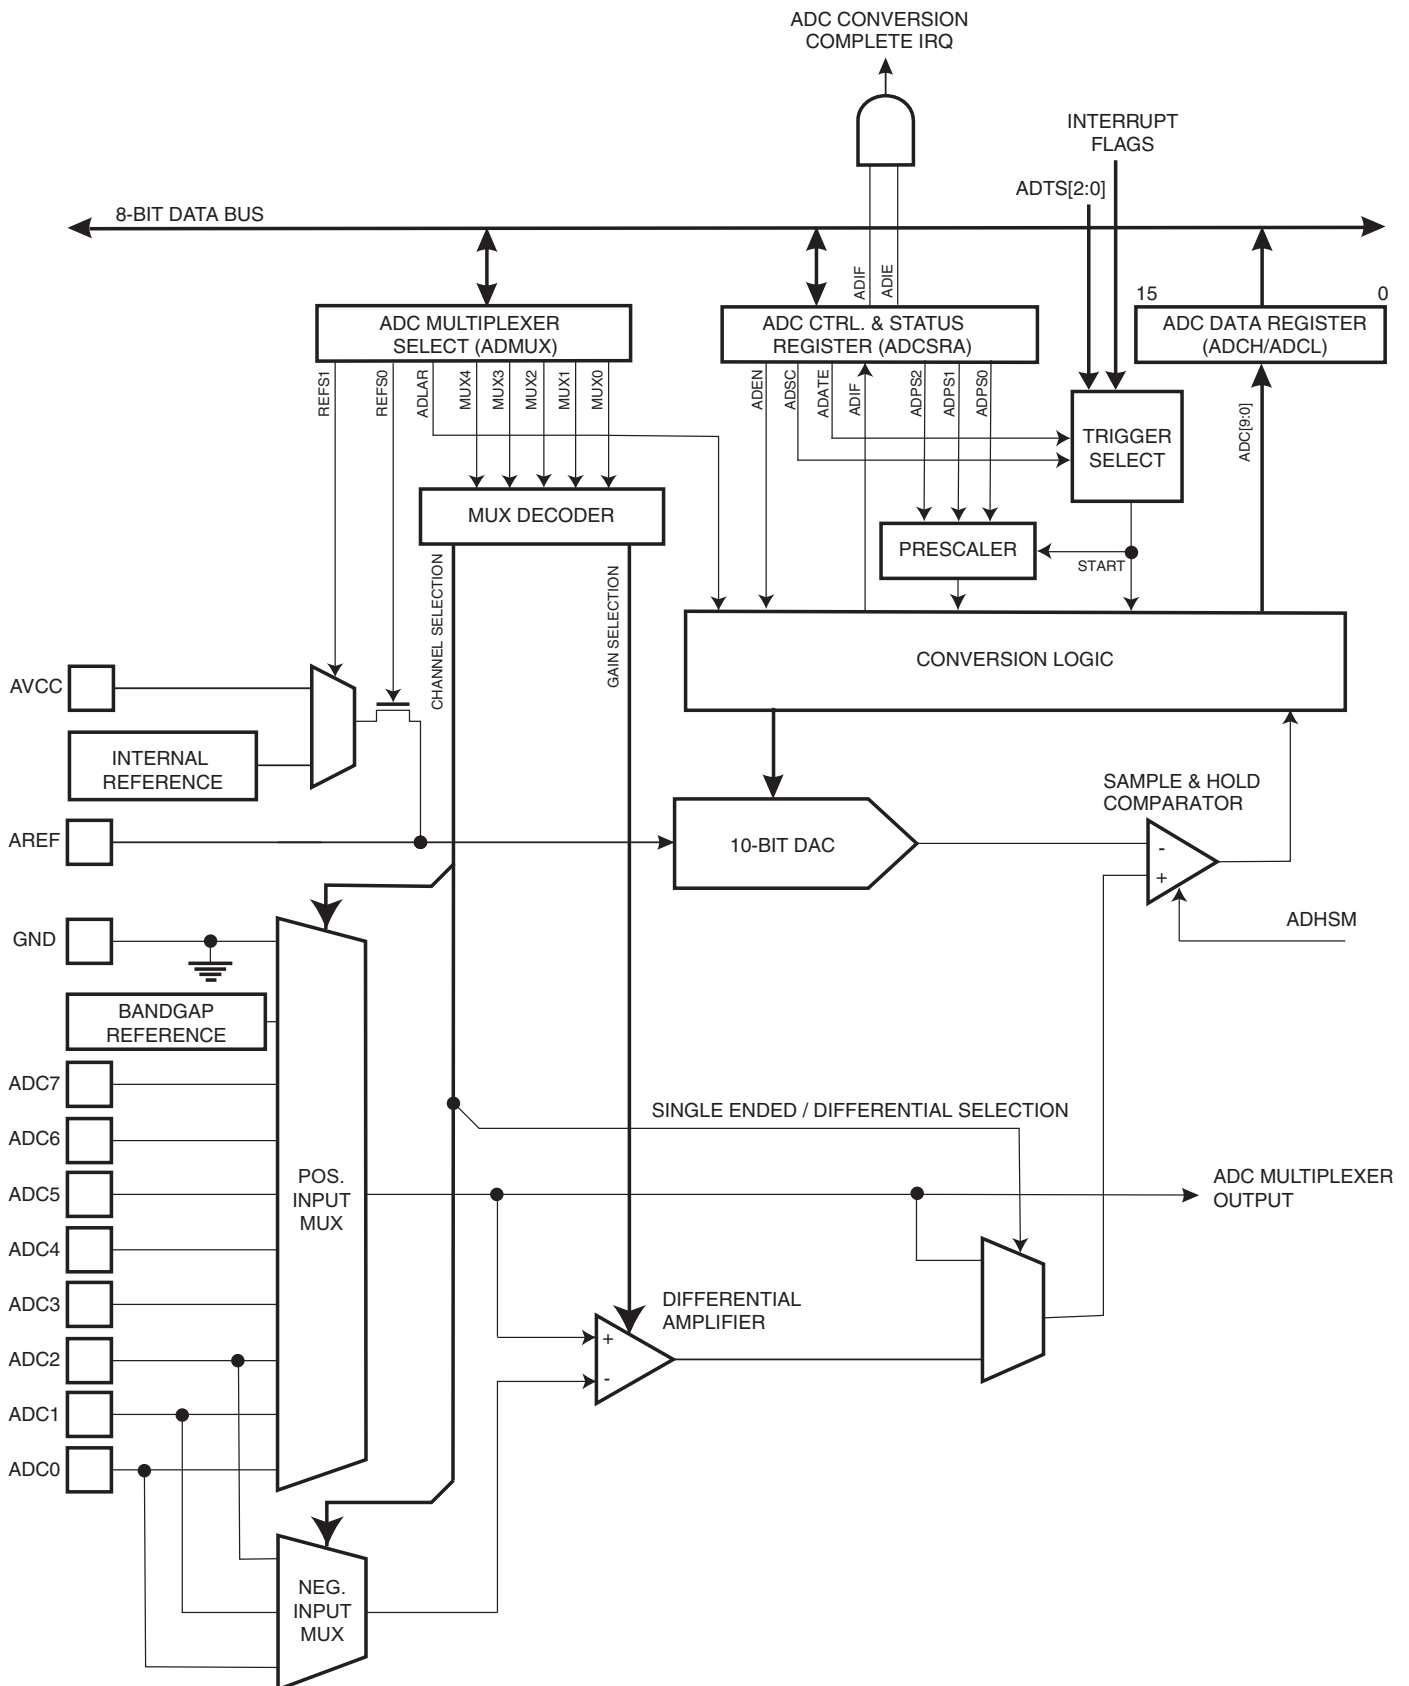 ADC CONVERSION
COMPLETE IRQ
INTERRUPT
FLAGS
ADTS[2:0]
8-BIT DATA BUS
ADIF
ADIE
15
0
ADC MULTIPLEXER
SELECT (ADMUX)
ADC CTRL. & STATUS
REGISTER (ADCSRA)
ADC DATA REGISTER
(ADCH/ADCL)
REFS1
REFS0
ADLAR
MUX4
MUX3
MUX2
MUX1
MUX0
ADEN
ADSC
ADATE
ADIF
ADPS2
ADPS1
ADPS0
ADC[9:0]
TRIGGER
SELECT
MUX DECODER
PRESCALER
START
CHANNEL SELECTION
GAIN SELECTION
CONVERSION LOGIC
AVCC
INTERNAL
REFERENCE
SAMPLE & HOLD
COMPARATOR
AREF
10-BIT DAC
-
+
ADHSM
GND
BANDGAP
REFERENCE
ADC7
SINGLE ENDED / DIFFERENTIAL SELECTION
ADC6
ADC5
POS.
INPUT
MUX
ADC MULTIPLEXER
OUTPUT
ADC4
ADC3
DIFFERENTIAL
AMPLIFIER
+
-
ADC2
ADC1
ADC0
NEG.
INPUT
MUX